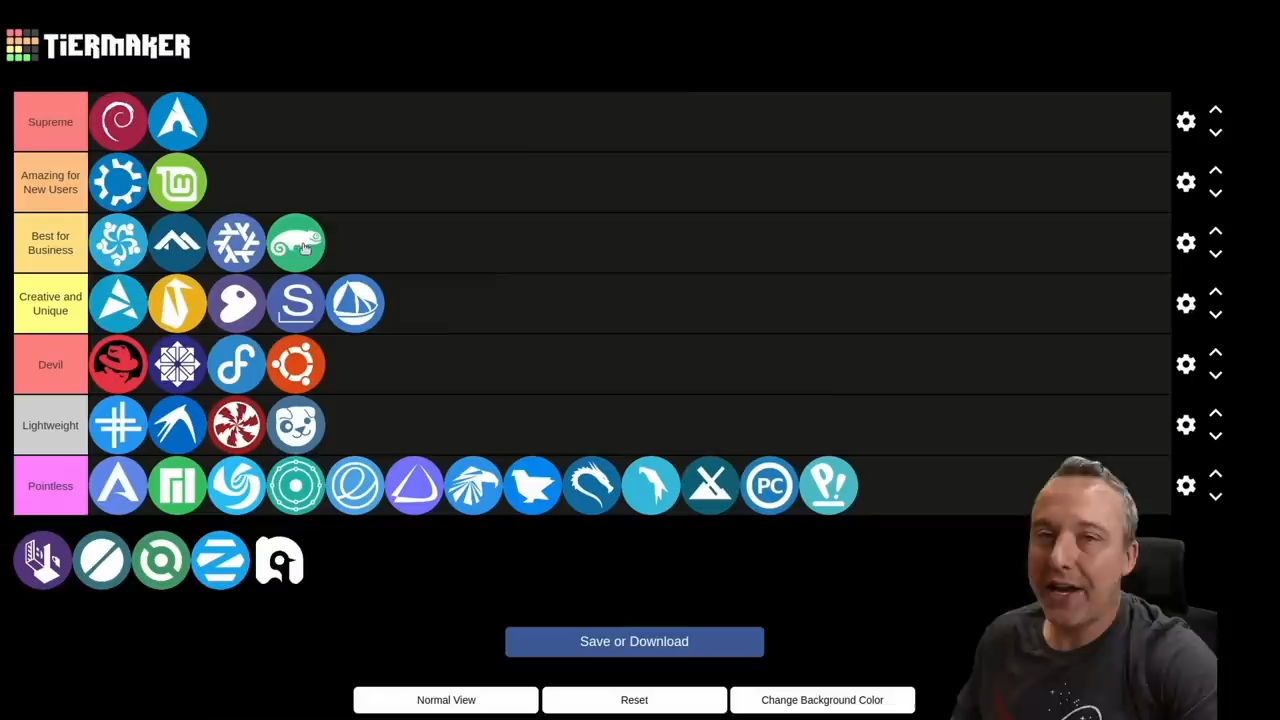 TiERMAKER
Supreme
Amazing for
New Users
Best for
Business
Creative and
Unique
Devil
Lightweight
Pointless
PC
Save or Download
Normal View
Reset
Change Background Color